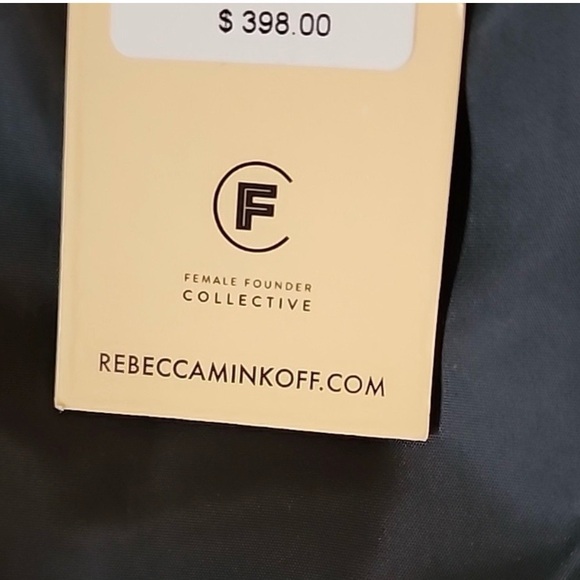 $ 398.00
F
FEMALE FOUNDER
COLLECTIVE
REBECCAMINKOFF.COM